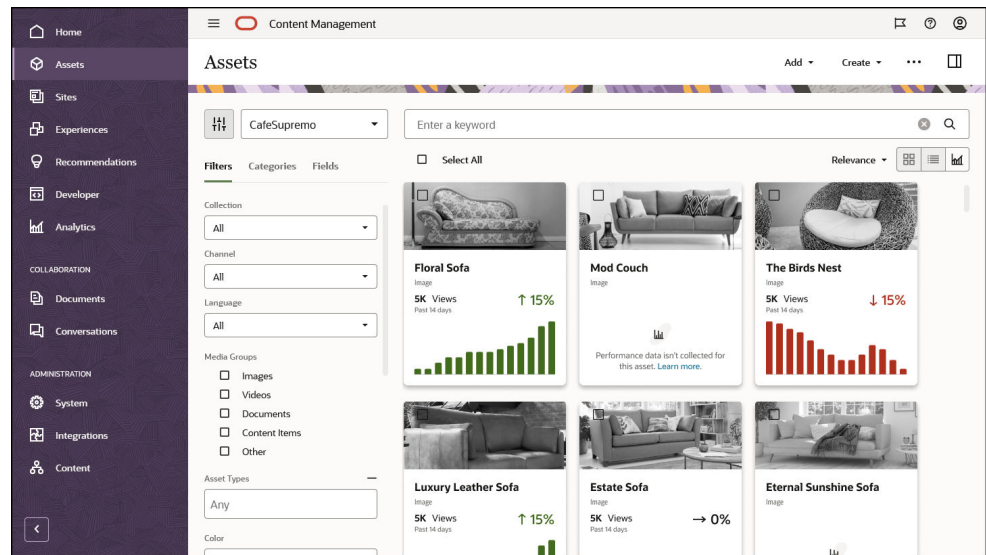 Home
Assets
Sites
Experiences
Recommendations
Developer
Analytics
COLLABORATION
Documents
Conversations
ADMINISTRATION
System
Integrations
Content
Content Management
Assets
Add
Create
CafeSupremo
Enter a keyword
Filters Categories Fields
Select All
Relevance
Collection
All
Channel
All
Language
All
Media Groups
Images
Videos
Documents
Content Items
Other
Asset Types
Any
Color
Floral Sofa
Image
5K Views ↑ 15%
Past 14 days
Mod Couch
Image
Performance data isn't collected for
this asset. Learn more.
The Birds Nest
Image
5K Views ↓ 15%
Past 14 days
Luxury Leather Sofa
Image
5K Views ↑ 15%
Past 14 days
Estate Sofa
Image
5K Views → 0%
Past 14 days
Eternal Sunshine Sofa
Image